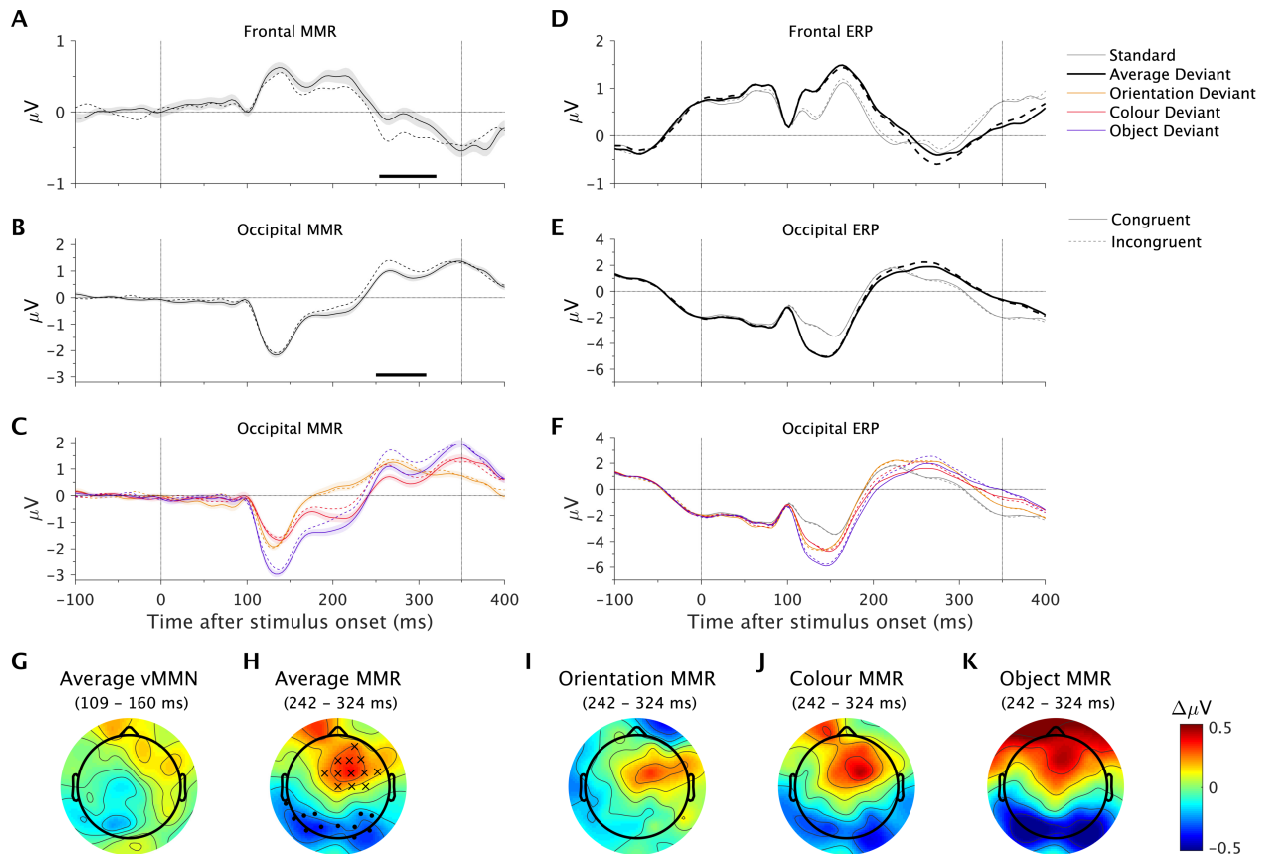 A
Frontal MMR
1
0
−1
μV
B
Occipital MMR
2
1
0
−1
−2
−3
μV
C
Occipital MMR
2
1
0
−1
−2
−3
μV
−100
0
100
200
300
400
Time after stimulus onset (ms)
D
Frontal ERP
2
1
0
−1
μV
E
Occipital ERP
4
2
0
−2
−4
−6
μV
F
Occipital ERP
4
2
0
−2
−4
−6
μV
−100
0
100
200
300
400
Time after stimulus onset (ms)
Standard
Average Deviant
Orientation Deviant
Colour Deviant
Object Deviant
Congruent
Incongruent
G
Average vMMN
(109 – 160 ms)
H
Average MMR
(242 – 324 ms)
I
Orientation MMR
(242 – 324 ms)
J
Colour MMR
(242 – 324 ms)
K
Object MMR
(242 – 324 ms)
ΔμV
0.5
0
−0.5